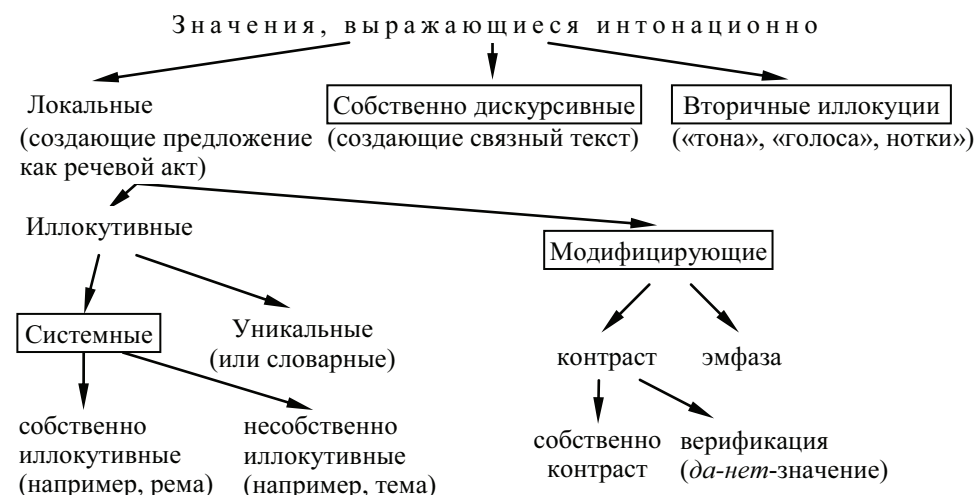 Значения, выражающиеся интонационно
Локальные
(создающие предложение
как речевой акт)
Собственно дискурсивные
(создающие связный текст)
Вторичные иллокуции
(«тона», «голоса», нотки»)
Иллокутивные
Модифицирующие
Системные
Уникальные
(или словарные)
контраст
эмфаза
собственно
иллокутивные
(например, рема)
несобственно
иллокутивные
(например, тема)
собственно
контраст
верификация
(да-нет-значение)